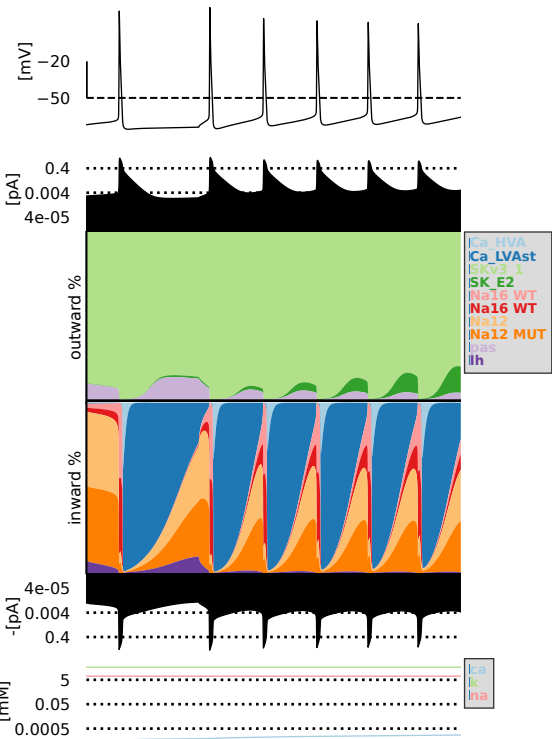 [mV]
−20
−50
[pA]
0.4
0.004
4e-05
outward %
Ca_HVA
Ca_LVAst
SKv3_1
SK_E2
Na16 WT
Na16 WT
Na12
Na12 MUT
pas
Ih
inward %
-[pA]
4e-05
0.004
0.4
[mM]
5
0.05
0.0005
ca
k
na